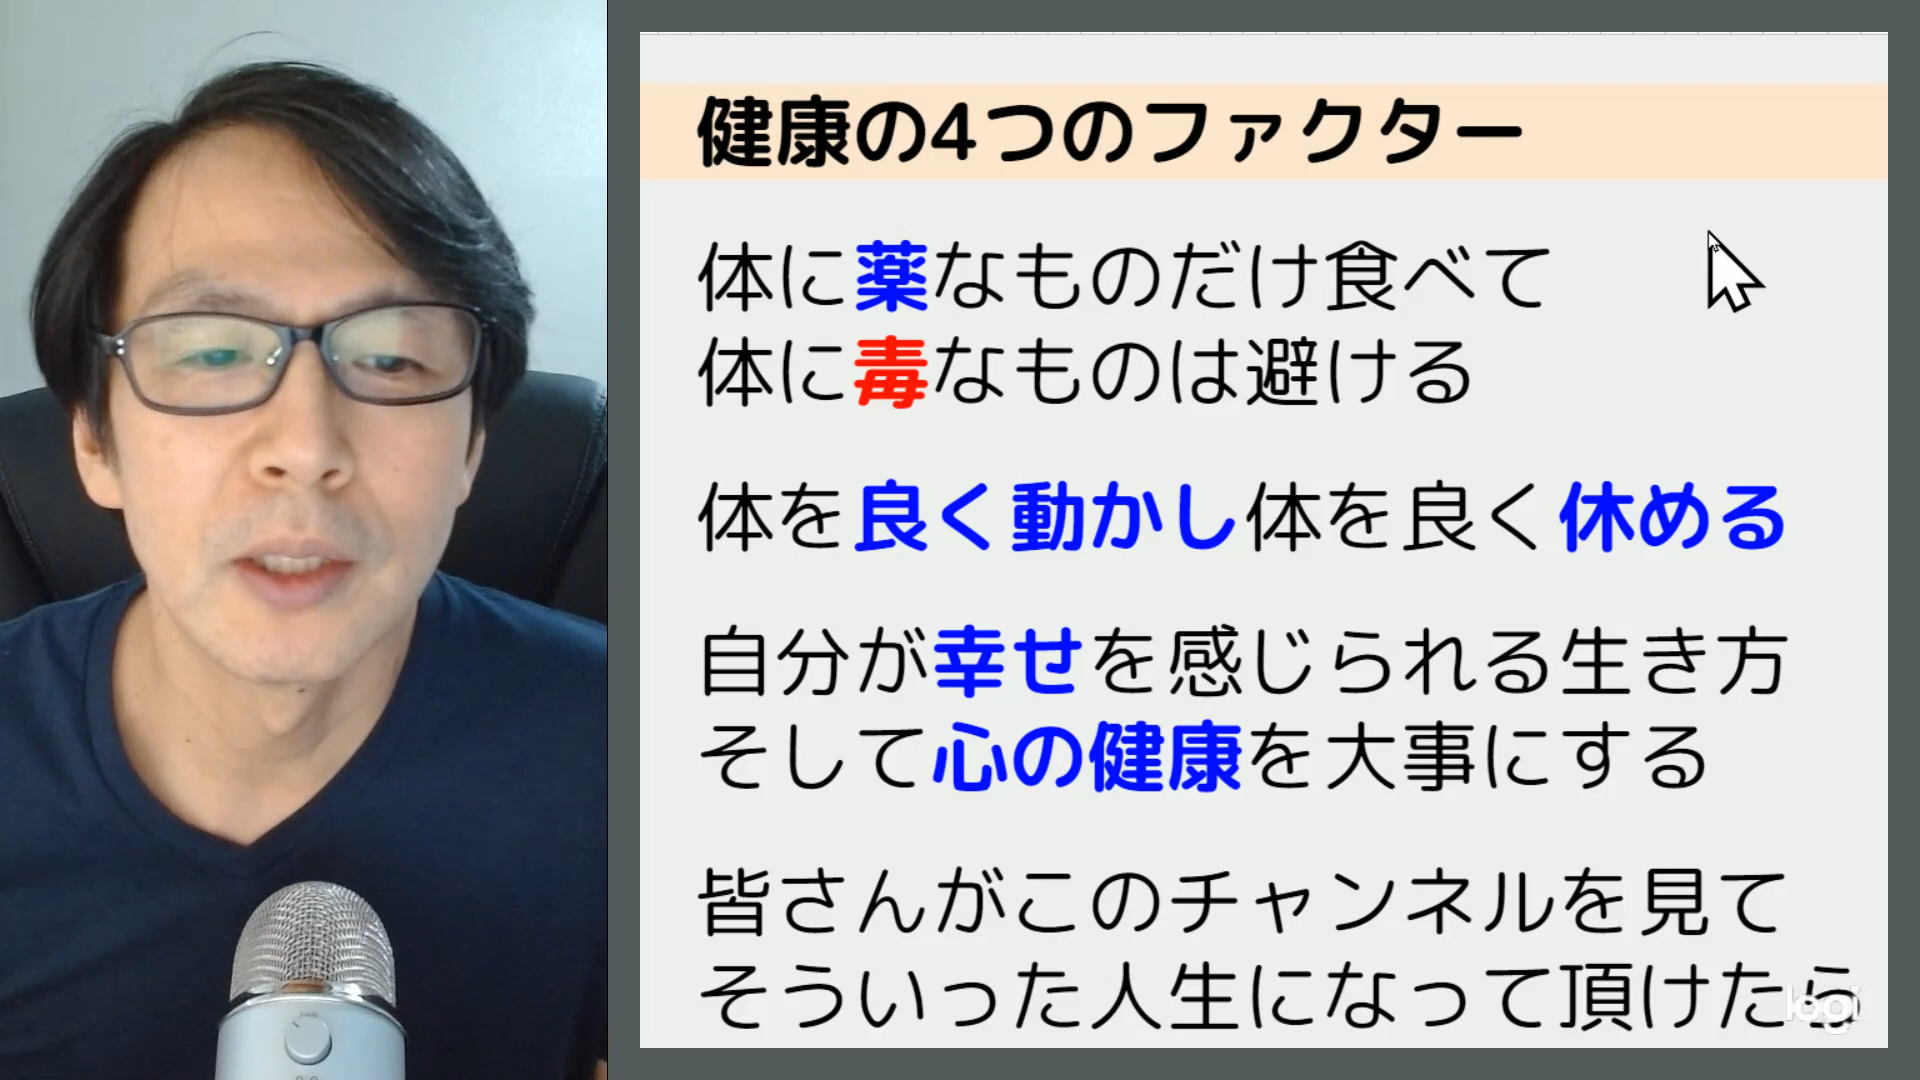 健康の4つのファクター
体に薬なものだけ食べて
体に毒なものは避ける
体を良く動かし体を良く休める
自分が幸せを感じられる生き方
そして心の健康を大事にする
皆さんがこのチャンネルを見て
そういった人生になって頂けたら
logi